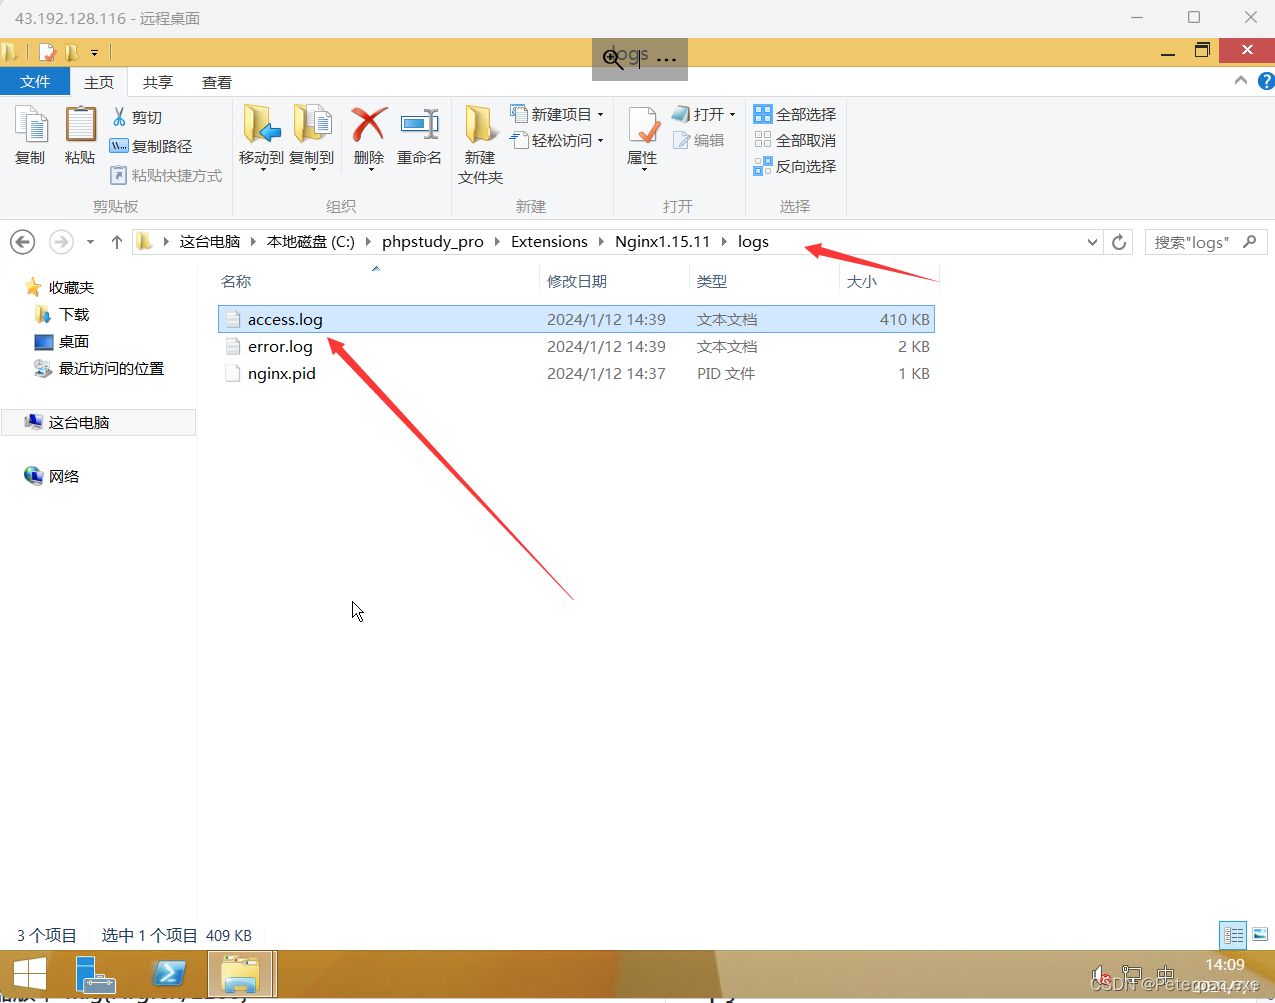 43.192.128.116 - 远程桌面
logs
文件 主页 共享 查看
复制
粘贴
剪切
复制路径
粘贴快捷方式
剪贴板
移动到 复制到 删除 重命名
组织
新建
文件夹
新建项目
轻松访问
新建
属性
打开
编辑
打开
全部选择
全部取消
反向选择
选择
这台电脑 本地磁盘 (C:) phpstudy_pro Extensions Nginx1.15.11 logs
搜索"logs"
收藏夹
下载
桌面
最近访问的位置
这台电脑
网络
名称 修改日期 类型 大小
access.log 2024/1/12 14:39 文本文档 410 KB
error.log 2024/1/12 14:39 文本文档 2 KB
nginx.pid 2024/1/12 14:37 PID 文件 1 KB
3 个项目 选中 1 个项目 409 KB
中
14:09
CSDN @Peterpanzxe